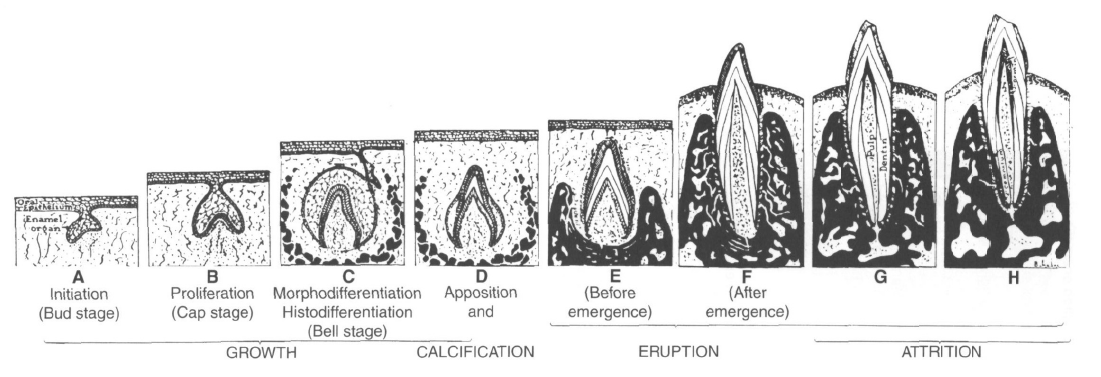 Oral
Epithelium
Enamel
organ
Pulp
Dentin
A
Initiation
(Bud stage)
B
Proliferation
(Cap stage)
C
Morphodifferentiation
Histodifferentiation
(Bell stage)
D
Apposition
and
E
(Before
emergence)
F
(After
emergence)
G
H
GROWTH
CALCIFICATION
ERUPTION
ATTRITION